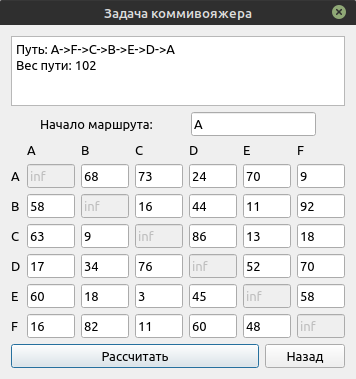 Задача коммивояжера
Путь: A->F->C->B->E->D->A
Вес пути: 102
Начало маршрута: A
A B C D E F
A inf 68 73 24 70 9
B 58 inf 16 44 11 92
C 63 9 inf 86 13 18
D 17 34 76 inf 52 70
E 60 18 3 45 inf 58
F 16 82 11 60 48 inf
Рассчитать Назад